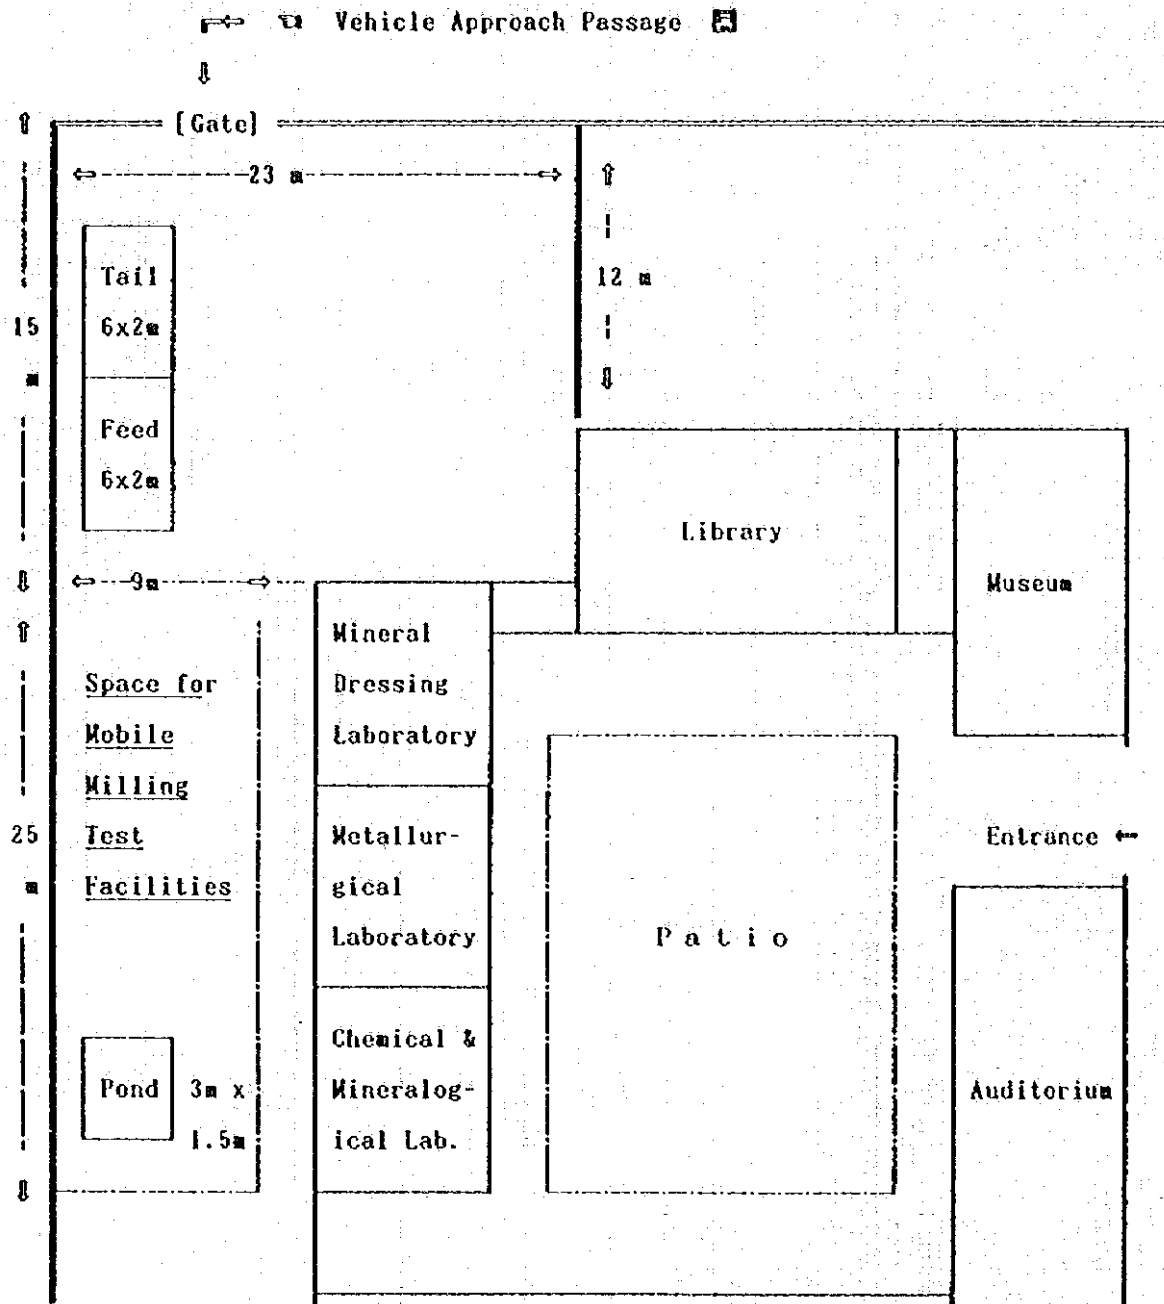 Vehicle Approach Passage
[Gate]
23 m
12 m
Tail
6x2m
15
m
Feed
6x2m
Library
Museum
9m
Mineral
Dressing
Laboratory
Space for
Mobile
Milling
Test
Facilities
25
m
Metallur-
gical
Laboratory
Entrance
Patio
Chemical &
Mineralog-
ical Lab.
Pond
3m x
1.5m
Auditorium